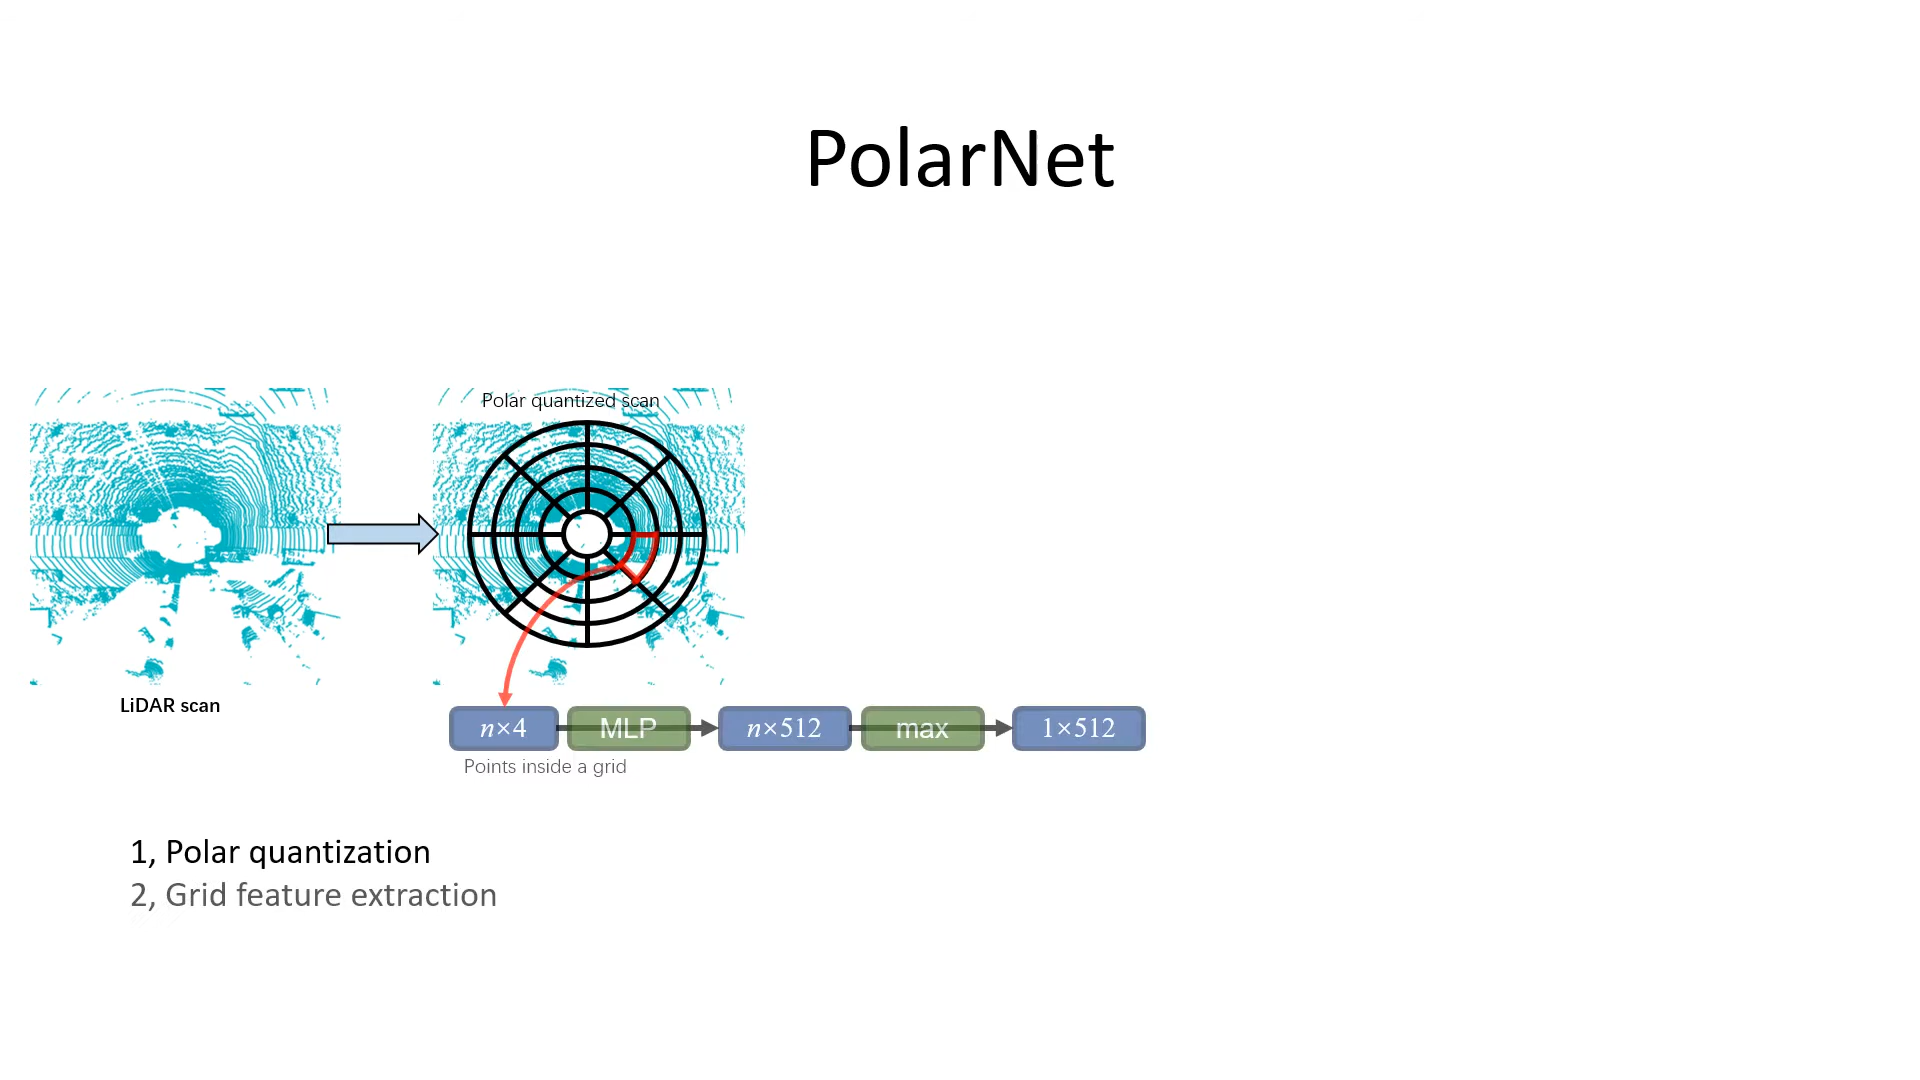 PolarNet
Polar quantized scan
LiDAR scan
n×4
MLP
n×512
max
1×512
Points inside a grid
1, Polar quantization
2, Grid feature extraction